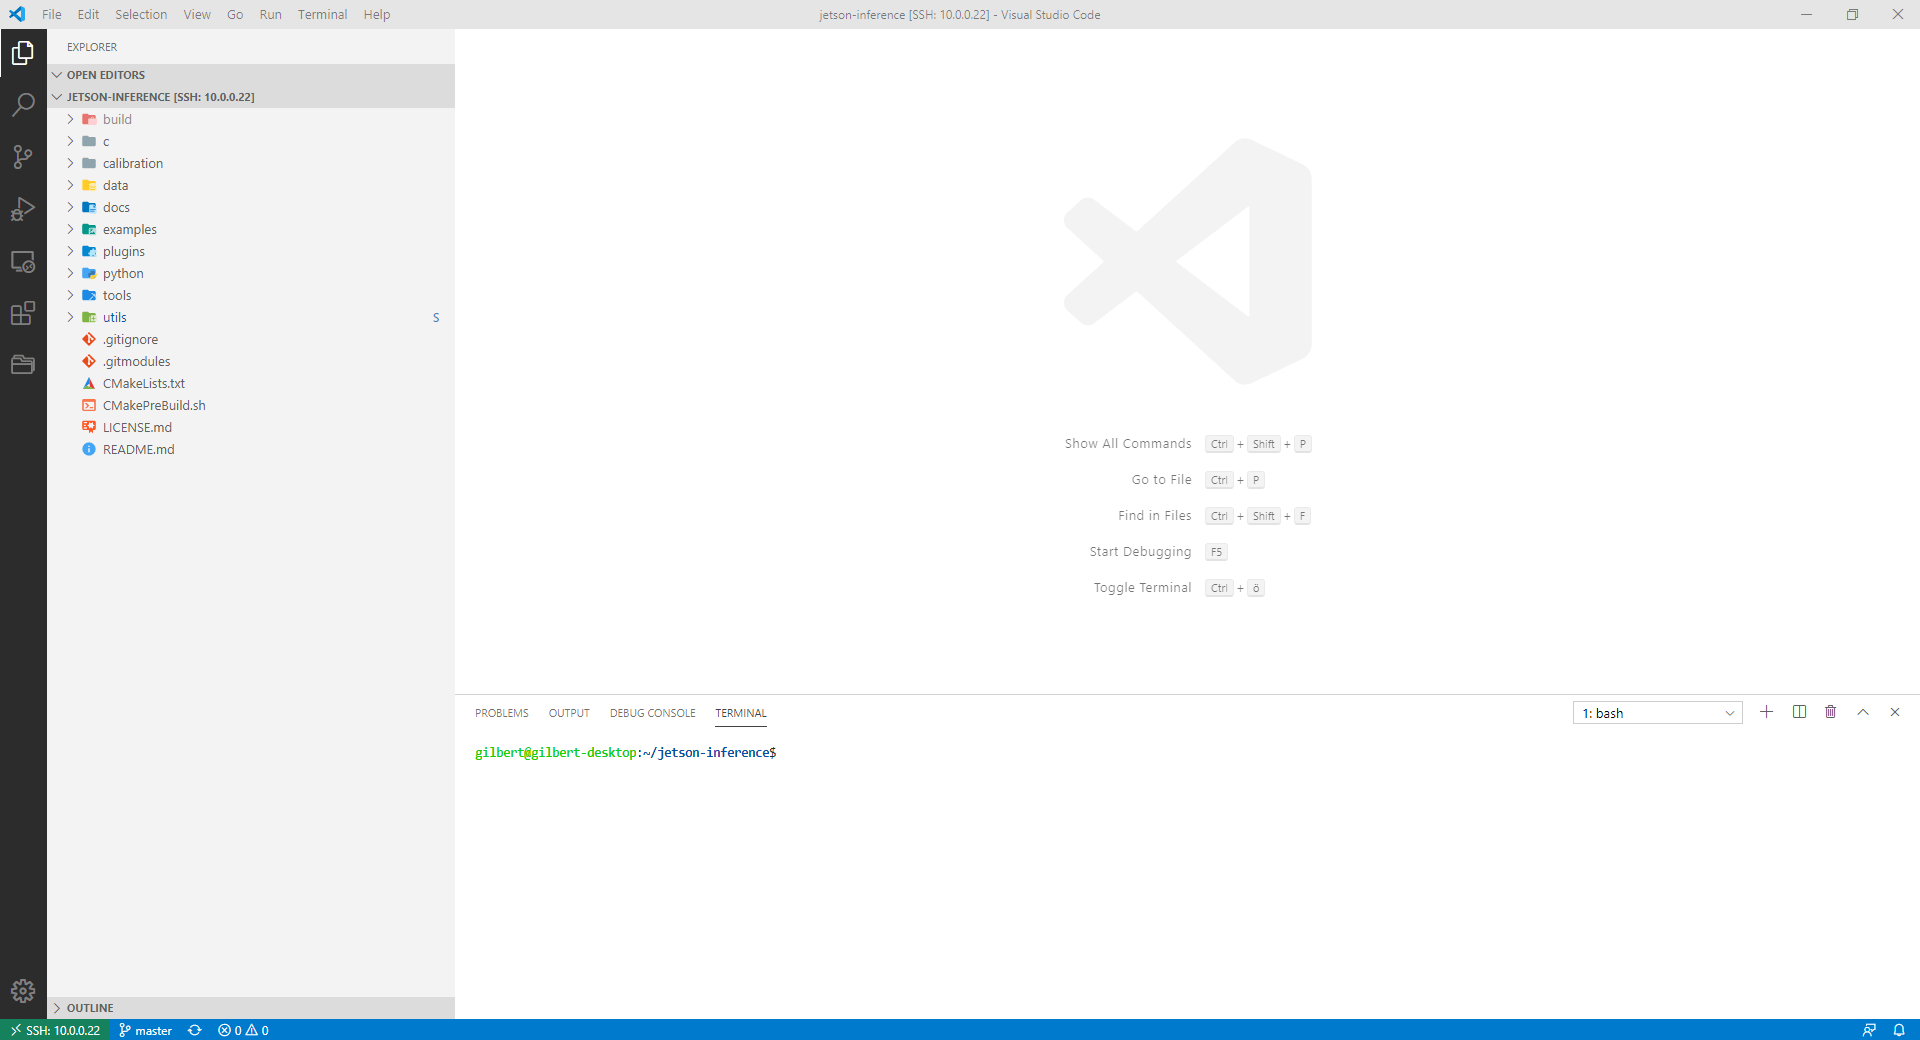 File Edit Selection View Go Run Terminal Help
jetson-inference [SSH: 10.0.0.22] - Visual Studio Code
EXPLORER
OPEN EDITORS
JETSON-INFERENCE [SSH: 10.0.0.22]
build
c
calibration
data
docs
examples
plugins
python
tools
utils S
.gitignore
.gitmodules
CMakeLists.txt
CMakePreBuild.sh
LICENSE.md
README.md
OUTLINE
Show All Commands Ctrl + Shift + P
Go to File Ctrl + P
Find in Files Ctrl + Shift + F
Start Debugging F5
Toggle Terminal Ctrl + ö
PROBLEMS OUTPUT DEBUG CONSOLE TERMINAL
1: bash
gilbert@gilbert-desktop:~/jetson-inference$
SSH: 10.0.0.22 master 0 0